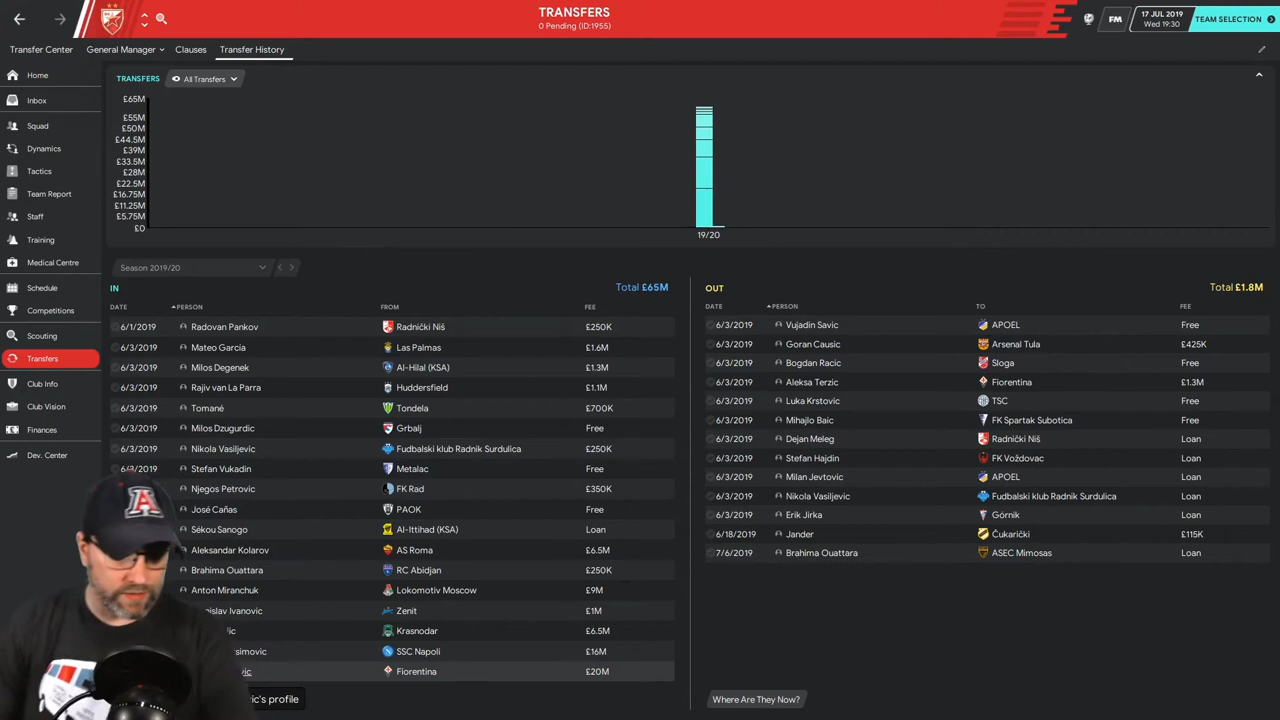 TRANSFERS
0 Pending (ID:1955)
FM
17 JUL 2019
Wed 19:30
TEAM SELECTION
Transfer Center
General Manager
Clauses
Transfer History
Home
Inbox
Squad
Dynamics
Tactics
Team Report
Staff
Training
Medical Centre
Schedule
Competitions
Scouting
Transfers
Club Info
Club Vision
Finances
Dev. Center
TRANSFERS
All Transfers
£65M
£55M
£50M
£44.5M
£39M
£33.5M
£28M
£22.5M
£16.75M
£11.25M
£5.75M
£0
19/20
Season 2019/20
IN
Total £65M
DATE PERSON FROM FEE
6/1/2019 Radovan Pankov Radnički Niš £250K
6/3/2019 Mateo García Las Palmas £1.6M
6/3/2019 Milos Degenek Al-Hilal (KSA) £1.3M
6/3/2019 Rajiv van La Parra Huddersfield £1.1M
6/3/2019 Tomané Tondela £700K
6/3/2019 Milos Dzugurdic Grbalj Free
6/3/2019 Nikola Vasiljevic Fudbalski klub Radnik Surdulica £250K
6/3/2019 Stefan Vukadin Metalac Free
Njegos Petrovic FK Rad £350K
José Cañas PAOK Free
Sékou Sanogo Al-Ittihad (KSA) Loan
Aleksandar Kolarov AS Roma £6.5M
Brahima Ouattara RC Abidjan £250K
Anton Miranchuk Lokomotiv Moscow £9M
nislav Ivanovic Zenit £1M
ic Krasnodar £6.5M
simovic SSC Napoli £16M
vic Fiorentina £20M
ric's profile
OUT
Total £1.8M
DATE PERSON TO FEE
6/3/2019 Vujadin Savic APOEL Free
6/3/2019 Goran Causic Arsenal Tula £425K
6/3/2019 Bogdan Racic Sloga Free
6/3/2019 Aleksa Terzic Fiorentina £1.3M
6/3/2019 Luka Krstovic TSC Free
6/3/2019 Mihajlo Baic FK Spartak Subotica Free
6/3/2019 Dejan Meleg Radnički Niš Loan
6/3/2019 Stefan Hajdin FK Voždovac Loan
6/3/2019 Milan Jevtovic APOEL Loan
6/3/2019 Nikola Vasiljevic Fudbalski klub Radnik Surdulica Loan
6/3/2019 Erik Jirka Górnik Loan
6/18/2019 Jander Čukarički £115K
7/6/2019 Brahima Ouattara ASEC Mimosas Loan
Where Are They Now?
A